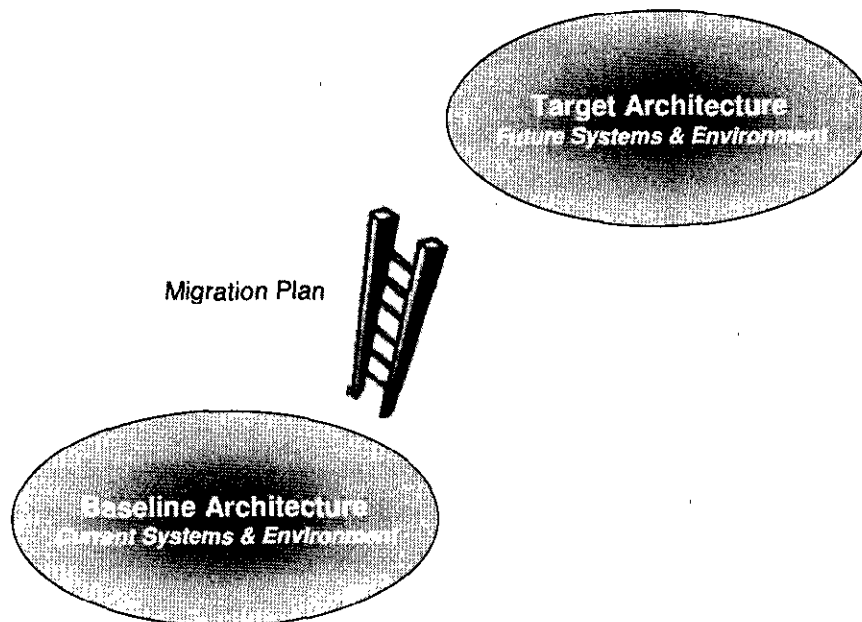 Target Architecture
Future Systems & Environment
Migration Plan
Baseline Architecture
Current Systems & Environment